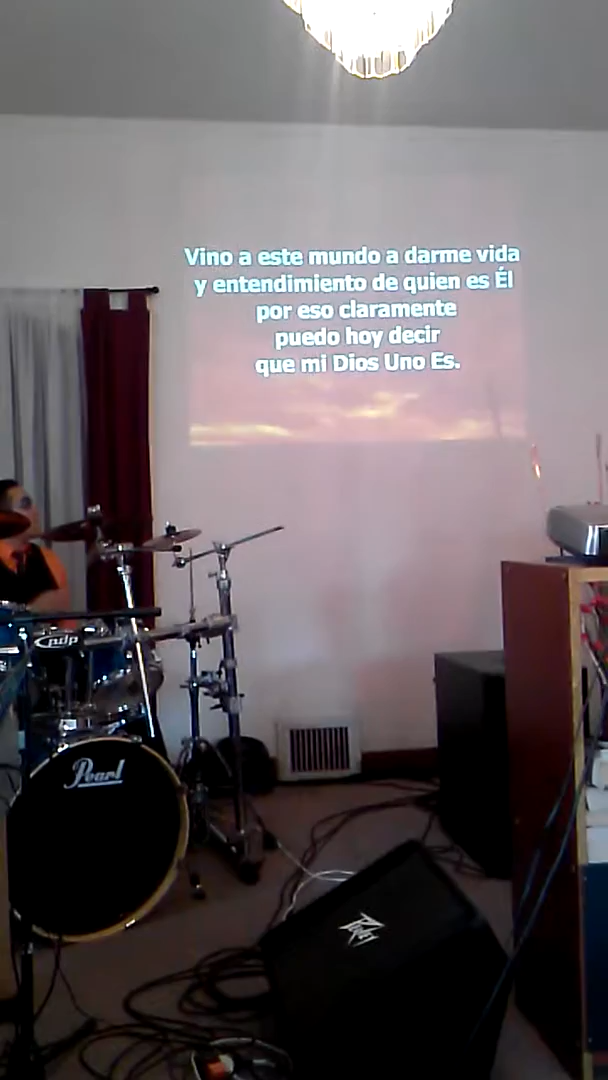 Vino a este mundo a darme vida
y entendimiento de quien es Él
por eso claramente
puedo hoy decir
que mi Dios Uno Es.
pdp
Pearl
PEAVEY